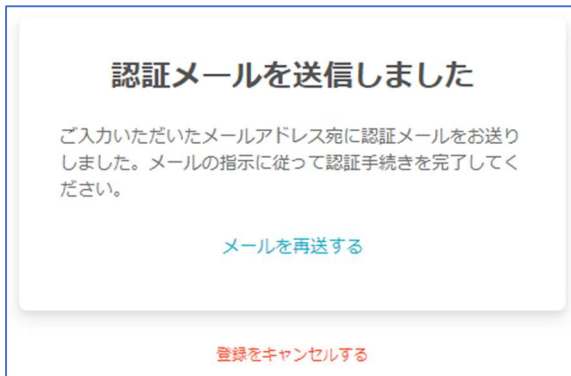 認証メールを送信しました
ご入力いただいたメールアドレス宛に認証メールをお送り
しました。メールの指示に従って認証手続きを完了してく
ださい。
メールを再送する
登録をキャンセルする